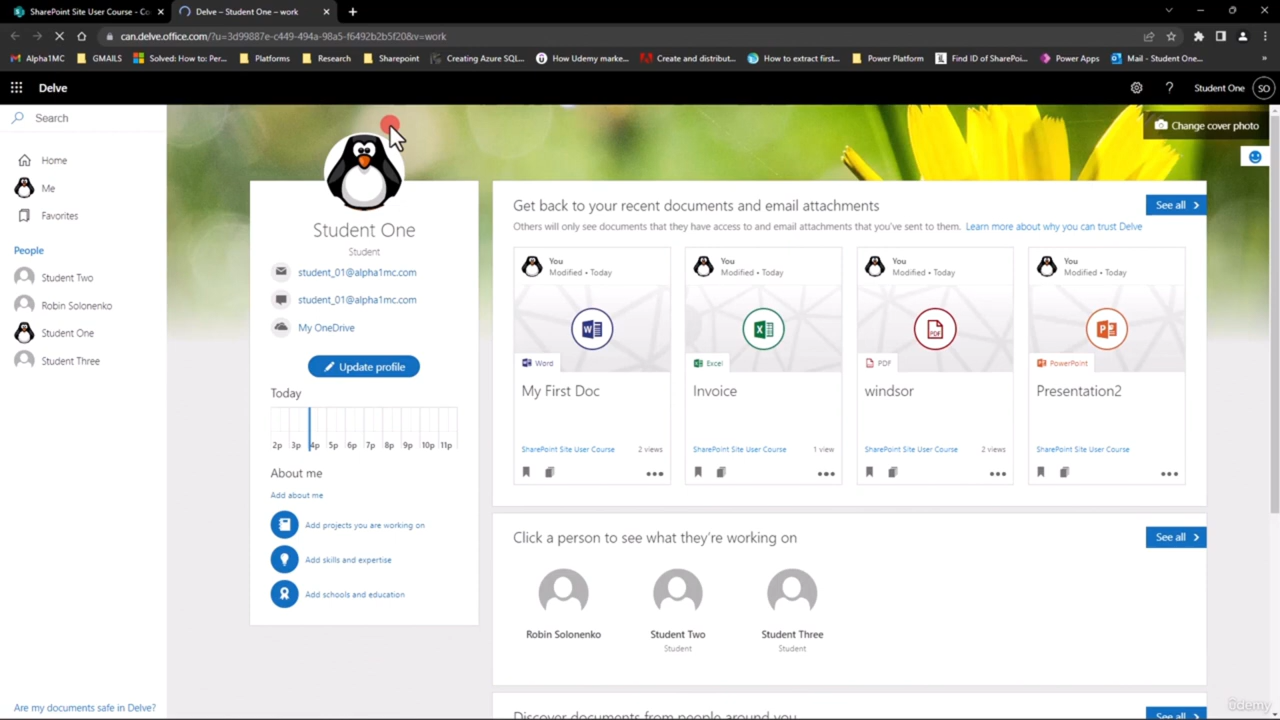 SharePoint Site User Course - Co
Delve – Student One – work
can.delve.office.com/?u=3d99887e-c449-494a-98a5-f6492b2b5f20&v=work
Alpha1MC
GMAILS
Solved: How to: Per...
Platforms
Research
Sharepoint
Creating Azure SQL...
How Udemy marke...
Create and distribut...
How to extract first...
Power Platform
Find ID of SharePoi...
Power Apps
Mail - Student One...
Delve
Student One
SO
Search
Change cover photo
Home
Me
Favorites
People
Student Two
Robin Solonenko
Student One
Student Three
Are my documents safe in Delve?
Student One
Student
student_01@alpha1mc.com
student_01@alpha1mc.com
My OneDrive
Update profile
Today
2p 3p 4p 5p 6p 7p 8p 9p 10p 11p
About me
Add about me
Add projects you are working on
Add skills and expertise
Add schools and education
Get back to your recent documents and email attachments
See all
Others will only see documents that they have access to and email attachments that you've sent to them. Learn more about why you can trust Delve
You
Modified • Today
Word
My First Doc
SharePoint Site User Course 2 views
You
Modified • Today
Excel
Invoice
SharePoint Site User Course 1 view
You
Modified • Today
PDF
windsor
SharePoint Site User Course 2 views
You
Modified • Today
PowerPoint
Presentation2
SharePoint Site User Course
Click a person to see what they're working on
See all
Robin Solonenko
Student Two
Student
Student Three
Student
Discover documents from people around you
See all
ûdemy